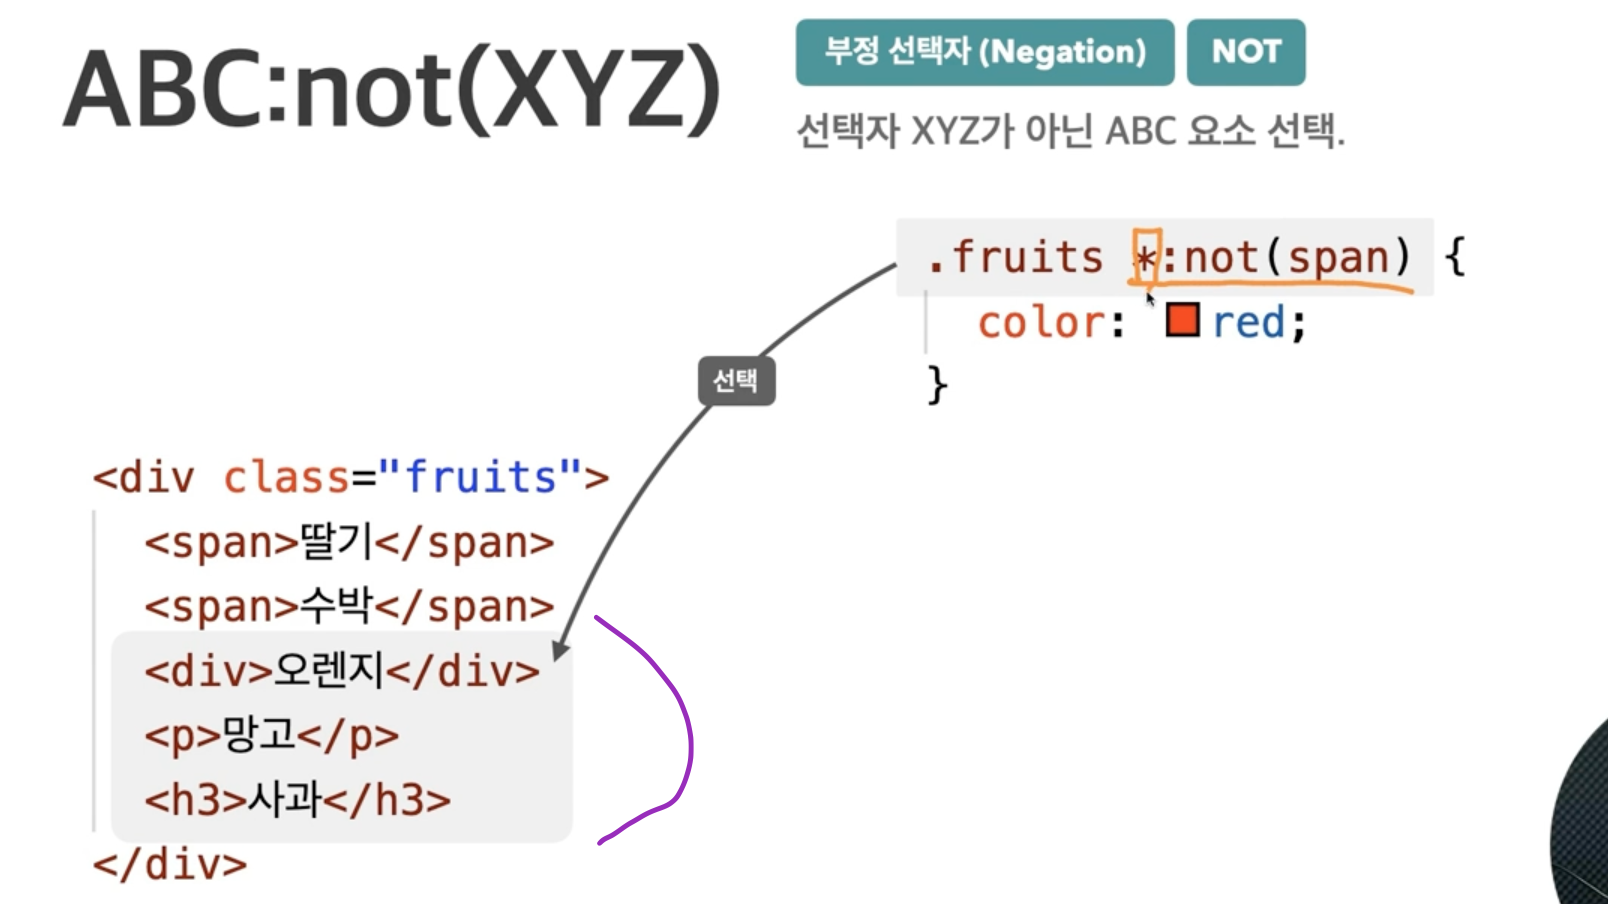 ABC:not(XYZ)
부정 선택자 (Negation)
NOT
선택자 XYZ가 아닌 ABC 요소 선택.
.fruits *:not(span) {
color: red;
}
선택
<div class="fruits">
<span>딸기</span>
<span>수박</span>
<div>오렌지</div>
<p>망고</p>
<h3>사과</h3>
</div>